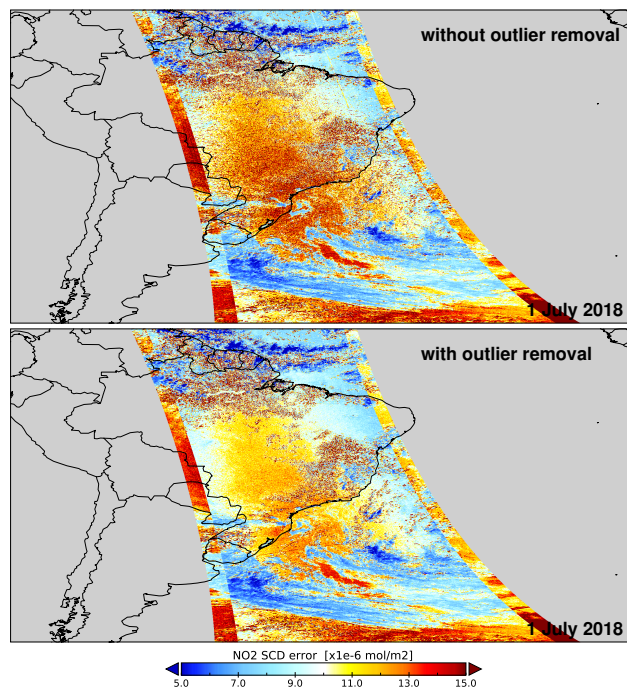 without outlier removal
1 July 2018
with outlier removal
1 July 2018
NO2 SCD error [x1e-6 mol/m2]
5.0 7.0 9.0 11.0 13.0 15.0